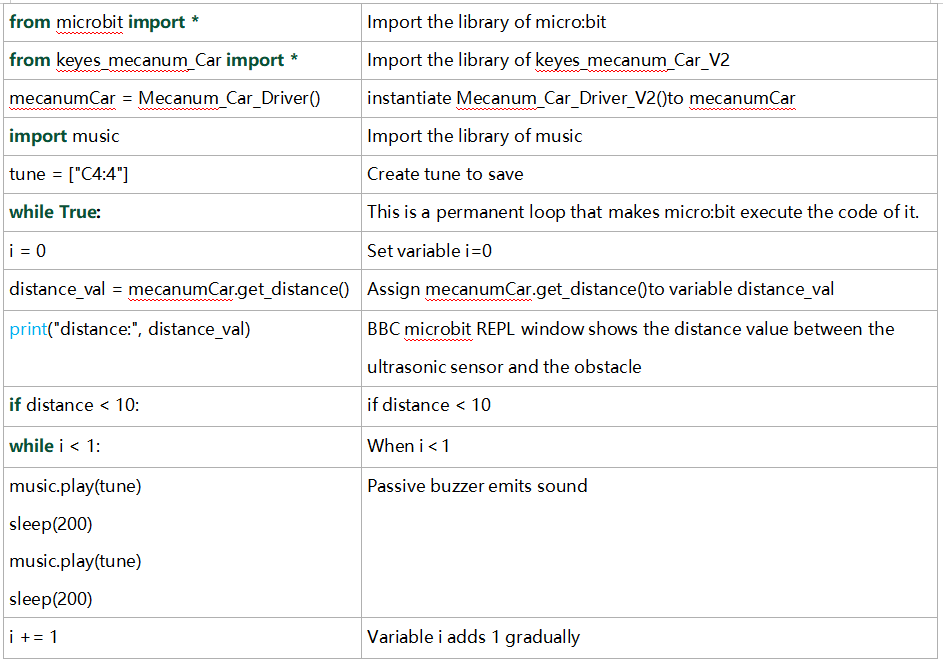 from microbit import * Import the library of micro:bit
from keyes_mecanum_Car import * Import the library of keyes_mecanum_Car_V2
mecanumCar = Mecanum_Car_Driver() instantiate Mecanum_Car_Driver_V2()to mecanumCar
import music Import the library of music
tune = ["C4:4"] Create tune to save
while True: This is a permanent loop that makes micro:bit execute the code of it.
i = 0 Set variable i=0
distance_val = mecanumCar.get_distance() Assign mecanumCar.get_distance()to variable distance_val
print("distance:", distance_val) BBC microbit REPL window shows the distance value between the
ultrasonic sensor and the obstacle
if distance < 10: if distance < 10
while i < 1: When i < 1
music.play(tune) Passive buzzer emits sound
sleep(200)
music.play(tune)
sleep(200)
i += 1 Variable i adds 1 gradually